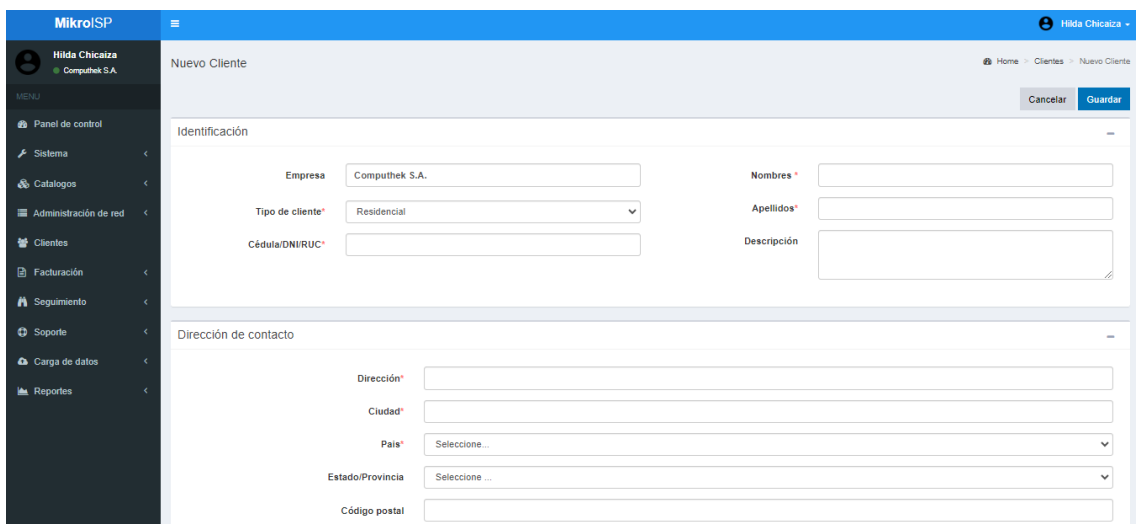 MikroISP
Hilda Chicaiza
Hilda Chicaiza
Computhek S.A.
MENU
Panel de control
Sistema
Catalogos
Administración de red
Clientes
Facturación
Seguimiento
Soporte
Carga de datos
Reportes
Nuevo Cliente
Home > Clientes > Nuevo Cliente
Cancelar Guardar
Identificación
Empresa Computhek S.A.
Tipo de cliente* Residencial
Cédula/DNI/RUC*
Nombres *
Apellidos*
Descripción
Dirección de contacto
Dirección*
Ciudad*
Pais* Seleccione...
Estado/Provincia Seleccione ...
Código postal